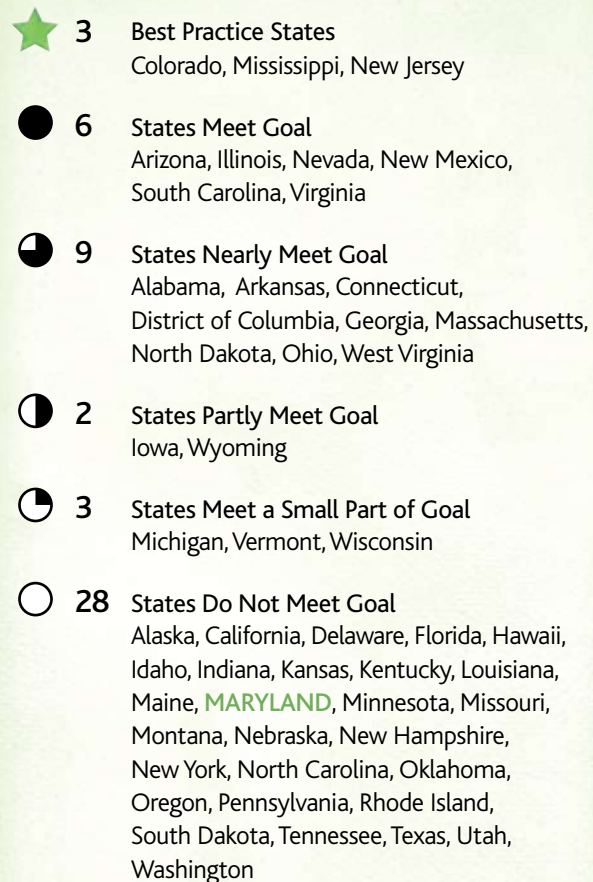 3 Best Practice States
Colorado, Mississippi, New Jersey
6 States Meet Goal
Arizona, Illinois, Nevada, New Mexico,
South Carolina, Virginia
9 States Nearly Meet Goal
Alabama, Arkansas, Connecticut,
District of Columbia, Georgia, Massachusetts,
North Dakota, Ohio, West Virginia
2 States Partly Meet Goal
Iowa, Wyoming
3 States Meet a Small Part of Goal
Michigan, Vermont, Wisconsin
28 States Do Not Meet Goal
Alaska, California, Delaware, Florida, Hawaii,
Idaho, Indiana, Kansas, Kentucky, Louisiana,
Maine, MARYLAND, Minnesota, Missouri,
Montana, Nebraska, New Hampshire,
New York, North Carolina, Oklahoma,
Oregon, Pennsylvania, Rhode Island,
South Dakota, Tennessee, Texas, Utah,
Washington